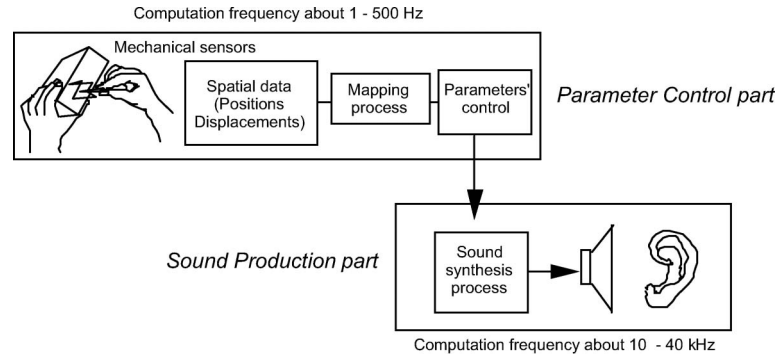 Computation frequency about 1 - 500 Hz
Mechanical sensors
Spatial data
(Positions
Displacements)
Mapping
process
Parameters'
control
Parameter Control part
Sound Production part
Sound
synthesis
process
Computation frequency about 10 - 40 kHz